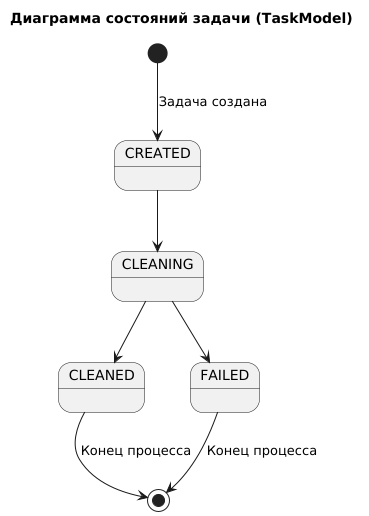 Диаграмма состояний задачи (TaskModel)
Задача создана
CREATED
CLEANING
CLEANED
FAILED
Конец процесса
Конец процесса